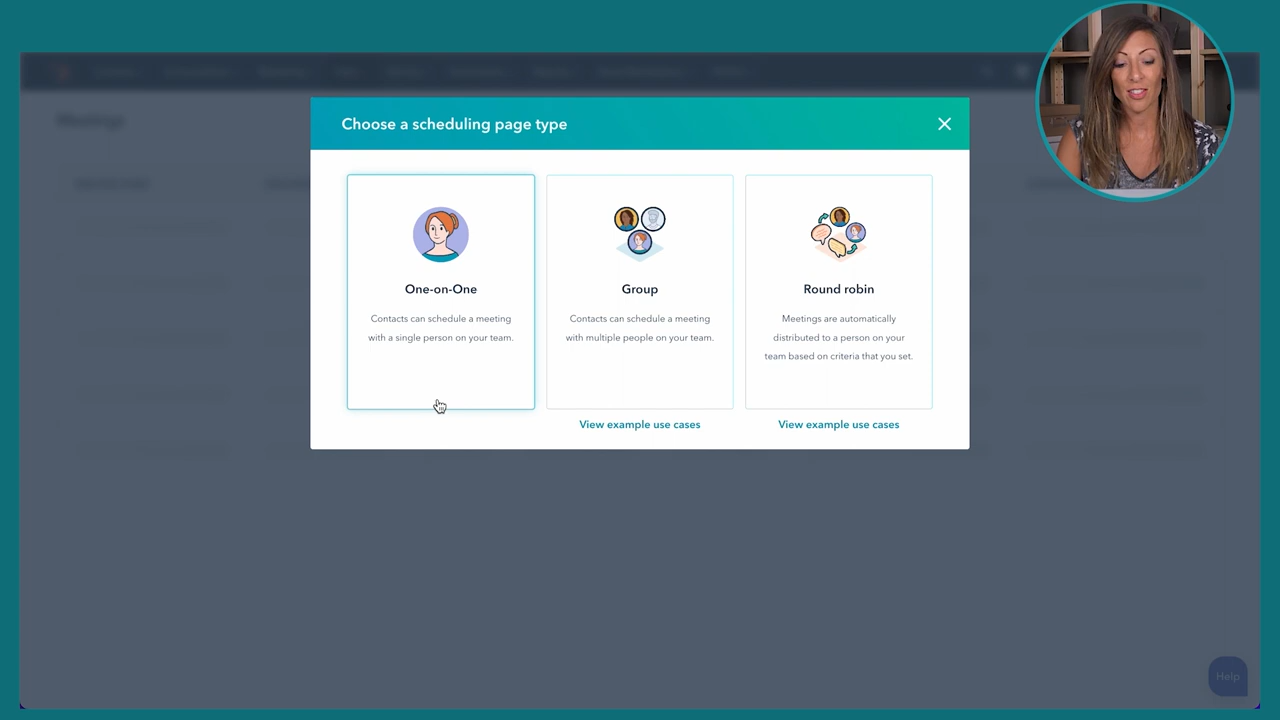 Meetings
Choose a scheduling page type
One-on-One
Contacts can schedule a meeting
with a single person on your team.
Group
Contacts can schedule a meeting
with multiple people on your team.
View example use cases
Round robin
Meetings are automatically
distributed to a person on your
team based on criteria that you set.
View example use cases
Help